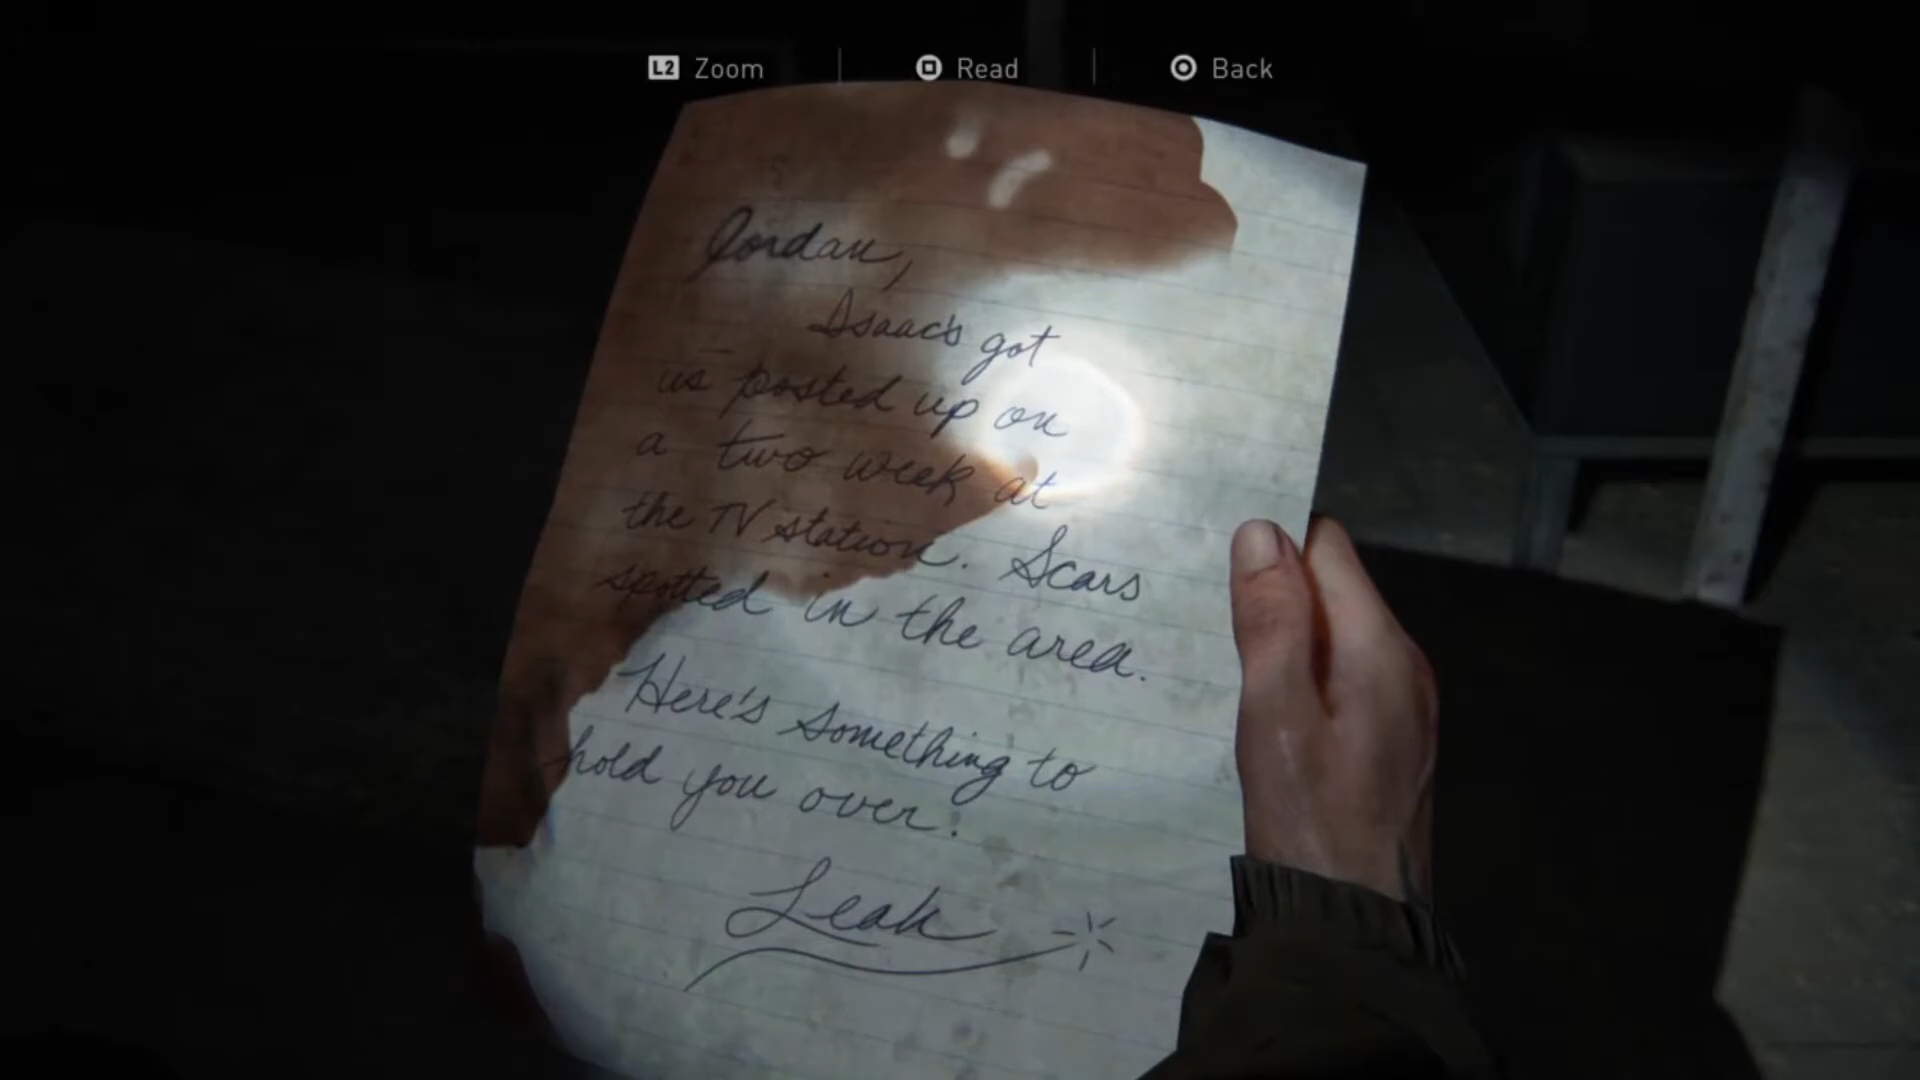 L2 Zoom | Read | Back
Jordan,
Isaac's got
us posted up on
a two week at
the TV station. Scars
spotted in the area.
Here's something to
hold you over.
Leah